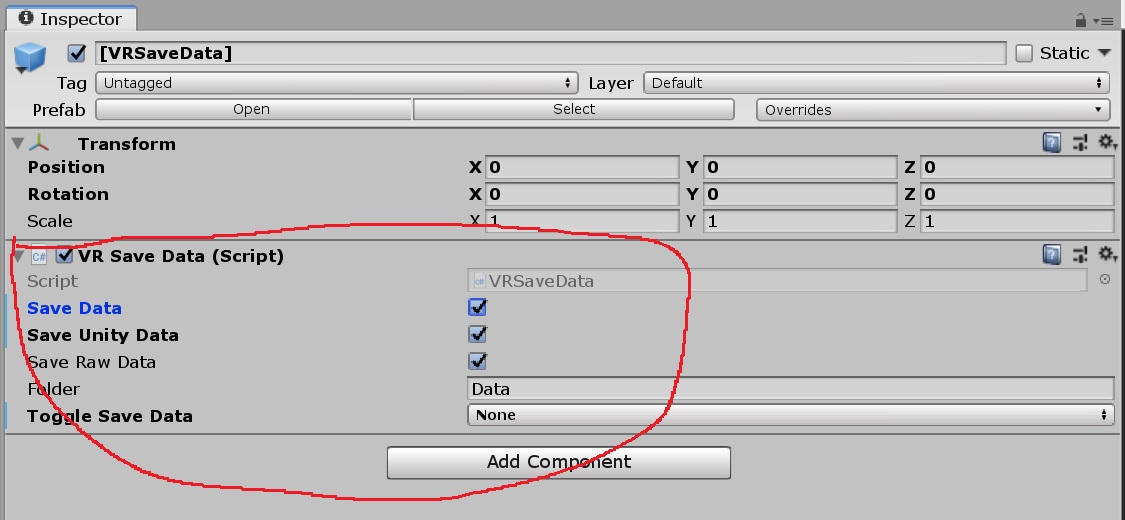 Inspector
[VRSaveData] Static
Tag Untagged Layer Default
Prefab Open Select Overrides
Transform
Position X 0 Y 0 Z 0
Rotation X 0 Y 0 Z 0
Scale X 1 Y 1 Z 1
C# VR Save Data (Script)
Script C# VRSaveData
Save Data
Save Unity Data
Save Raw Data
Folder Data
Toggle Save Data None
Add Component